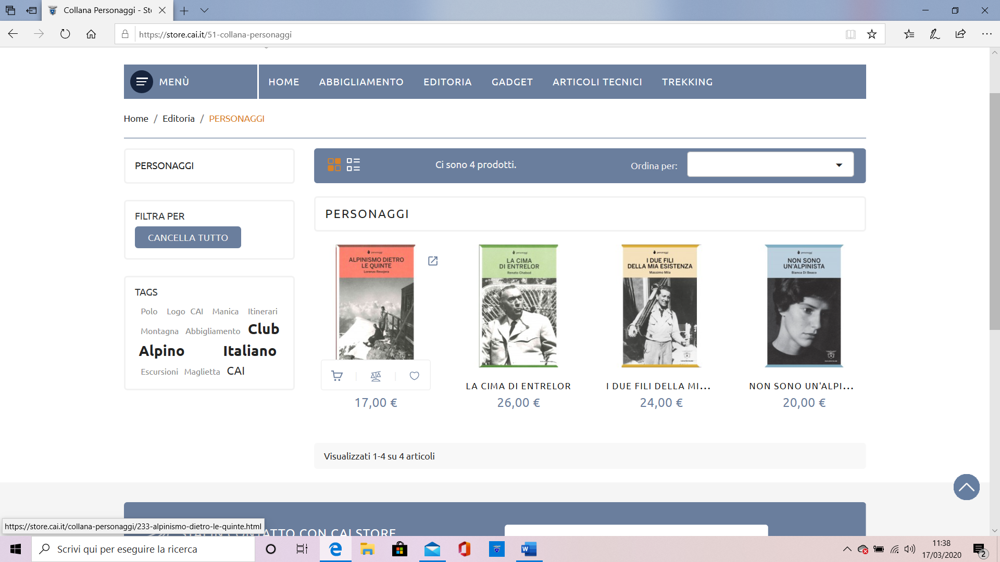 Collana Personaggi - Sto
https://store.cai.it/51-collana-personaggi
MENÙ
HOME ABBIGLIAMENTO EDITORIA GADGET ARTICOLI TECNICI TREKKING
Home / Editoria / PERSONAGGI
PERSONAGGI
FILTRA PER
CANCELLA TUTTO
TAGS
Polo Logo CAI Manica Itinerari
Montagna Abbigliamento Club
Alpino Italiano
Escursioni Maglietta CAI
Ci sono 4 prodotti.
Ordina per:
PERSONAGGI
personaggi
ALPINISMO DIETRO
LE QUINTE
Lorenzo Revojera
17,00 €
personaggi
LA CIMA
DI ENTRELOR
Renato Chabod
LA CIMA DI ENTRELOR
26,00 €
personaggi
I DUE FILI
DELLA MIA ESISTENZA
Massimo Mila
I DUE FILI DELLA MI...
24,00 €
personaggi
NON SONO
UN'ALPINISTA
Bianca Di Beaco
NON SONO UN'ALPI...
20,00 €
Visualizzati 1-4 su 4 articoli
CONTATTO CON CAI STORE
https://store.cai.it/collana-personaggi/233-alpinismo-dietro-le-quinte.html
Scrivi qui per eseguire la ricerca
11:38
17/03/2020
2